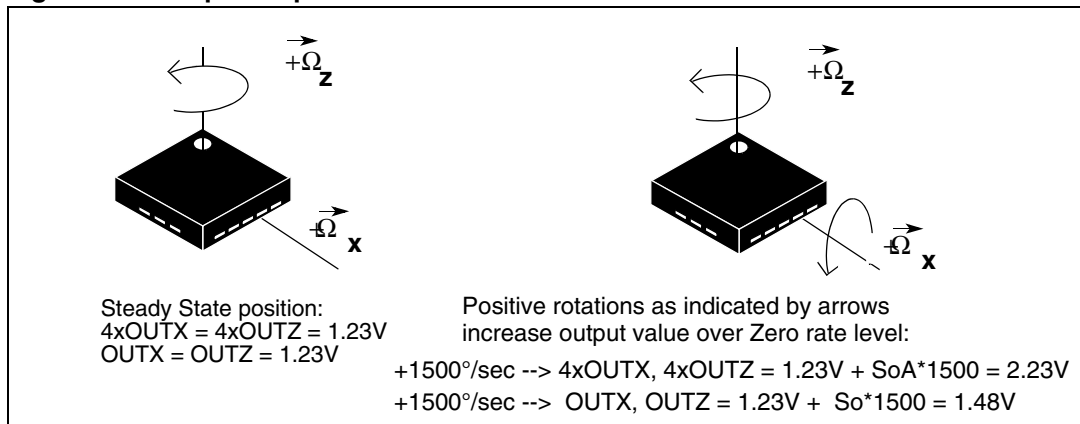 +Ω
z
+Ω
z
+Ω
x
+Ω
x
Steady State position:
4xOUTX = 4xOUTZ = 1.23V
OUTX = OUTZ = 1.23V
Positive rotations as indicated by arrows
increase output value over Zero rate level:
+1500°/sec --> 4xOUTX, 4xOUTZ = 1.23V + SoA*1500 = 2.23V
+1500°/sec --> OUTX, OUTZ = 1.23V + So*1500 = 1.48V